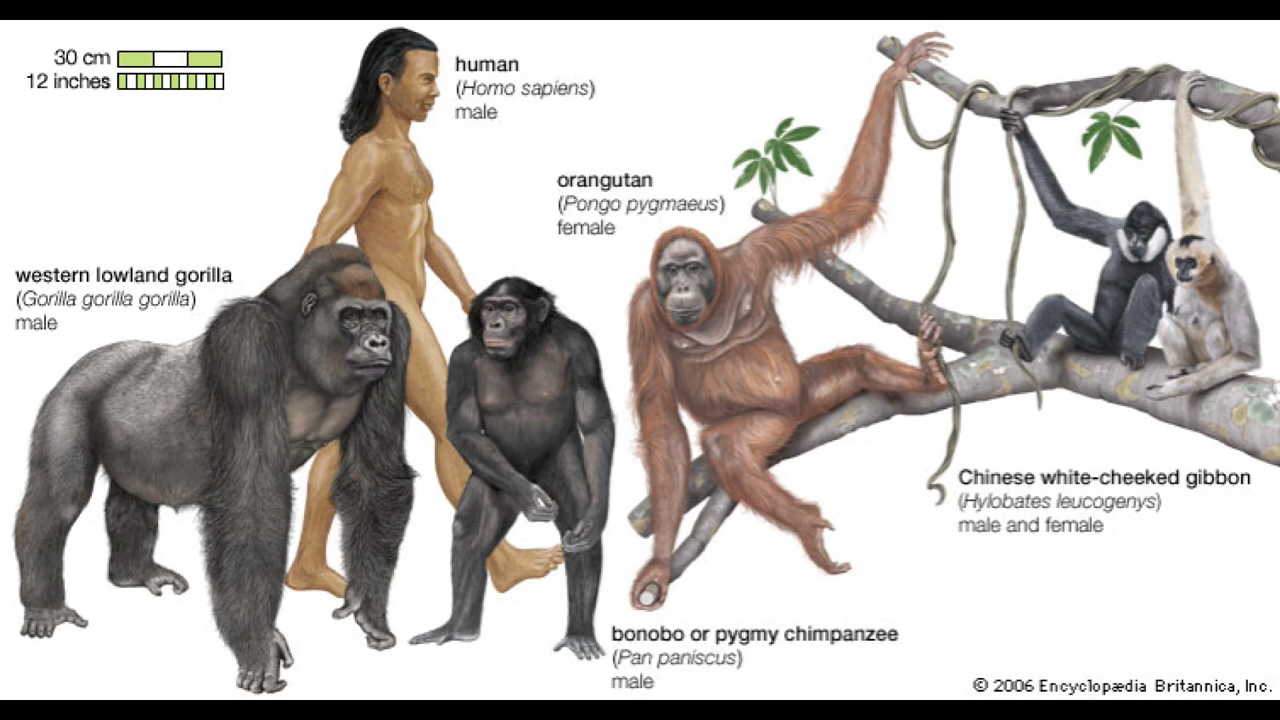 30 cm
12 inches
human
(Homo sapiens)
male
orangutan
(Pongo pygmaeus)
female
western lowland gorilla
(Gorilla gorilla gorilla)
male
Chinese white-cheeked gibbon
(Hylobates leucogenys)
male and female
bonobo or pygmy chimpanzee
(Pan paniscus)
male
© 2006 Encyclopædia Britannica, Inc.